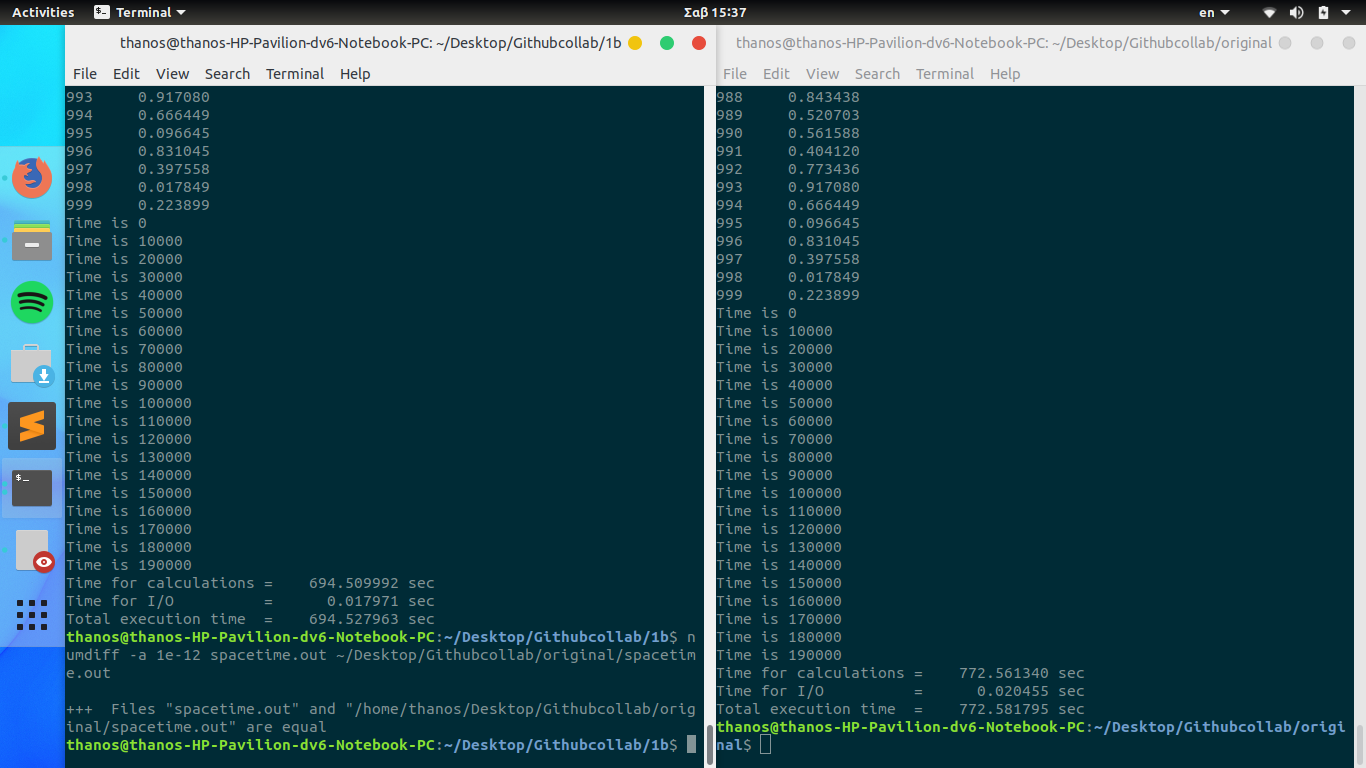 Activities Terminal Σαβ 15:37 en
thanos@thanos-HP-Pavilion-dv6-Notebook-PC: ~/Desktop/Githubcollab/1b
File Edit View Search Terminal Help
993 0.917080
994 0.666449
995 0.096645
996 0.831045
997 0.397558
998 0.017849
999 0.223899
Time is 0
Time is 10000
Time is 20000
Time is 30000
Time is 40000
Time is 50000
Time is 60000
Time is 70000
Time is 80000
Time is 90000
Time is 100000
Time is 110000
Time is 120000
Time is 130000
Time is 140000
Time is 150000
Time is 160000
Time is 170000
Time is 180000
Time is 190000
Time for calculations = 694.509992 sec
Time for I/O = 0.017971 sec
Total execution time = 694.527963 sec
thanos@thanos-HP-Pavilion-dv6-Notebook-PC:~/Desktop/Githubcollab/1b$ n
umdiff -a 1e-12 spacetime.out ~/Desktop/Githubcollab/original/spacetim
e.out
+++ Files "spacetime.out" and "/home/thanos/Desktop/Githubcollab/orig
inal/spacetime.out" are equal
thanos@thanos-HP-Pavilion-dv6-Notebook-PC:~/Desktop/Githubcollab/1b$
thanos@thanos-HP-Pavilion-dv6-Notebook-PC: ~/Desktop/Githubcollab/original
File Edit View Search Terminal Help
988 0.843438
989 0.520703
990 0.561588
991 0.404120
992 0.773436
993 0.917080
994 0.666449
995 0.096645
996 0.831045
997 0.397558
998 0.017849
999 0.223899
Time is 0
Time is 10000
Time is 20000
Time is 30000
Time is 40000
Time is 50000
Time is 60000
Time is 70000
Time is 80000
Time is 90000
Time is 100000
Time is 110000
Time is 120000
Time is 130000
Time is 140000
Time is 150000
Time is 160000
Time is 170000
Time is 180000
Time is 190000
Time for calculations = 772.561340 sec
Time for I/O = 0.020455 sec
Total execution time = 772.581795 sec
thanos@thanos-HP-Pavilion-dv6-Notebook-PC:~/Desktop/Githubcollab/origi
nal$